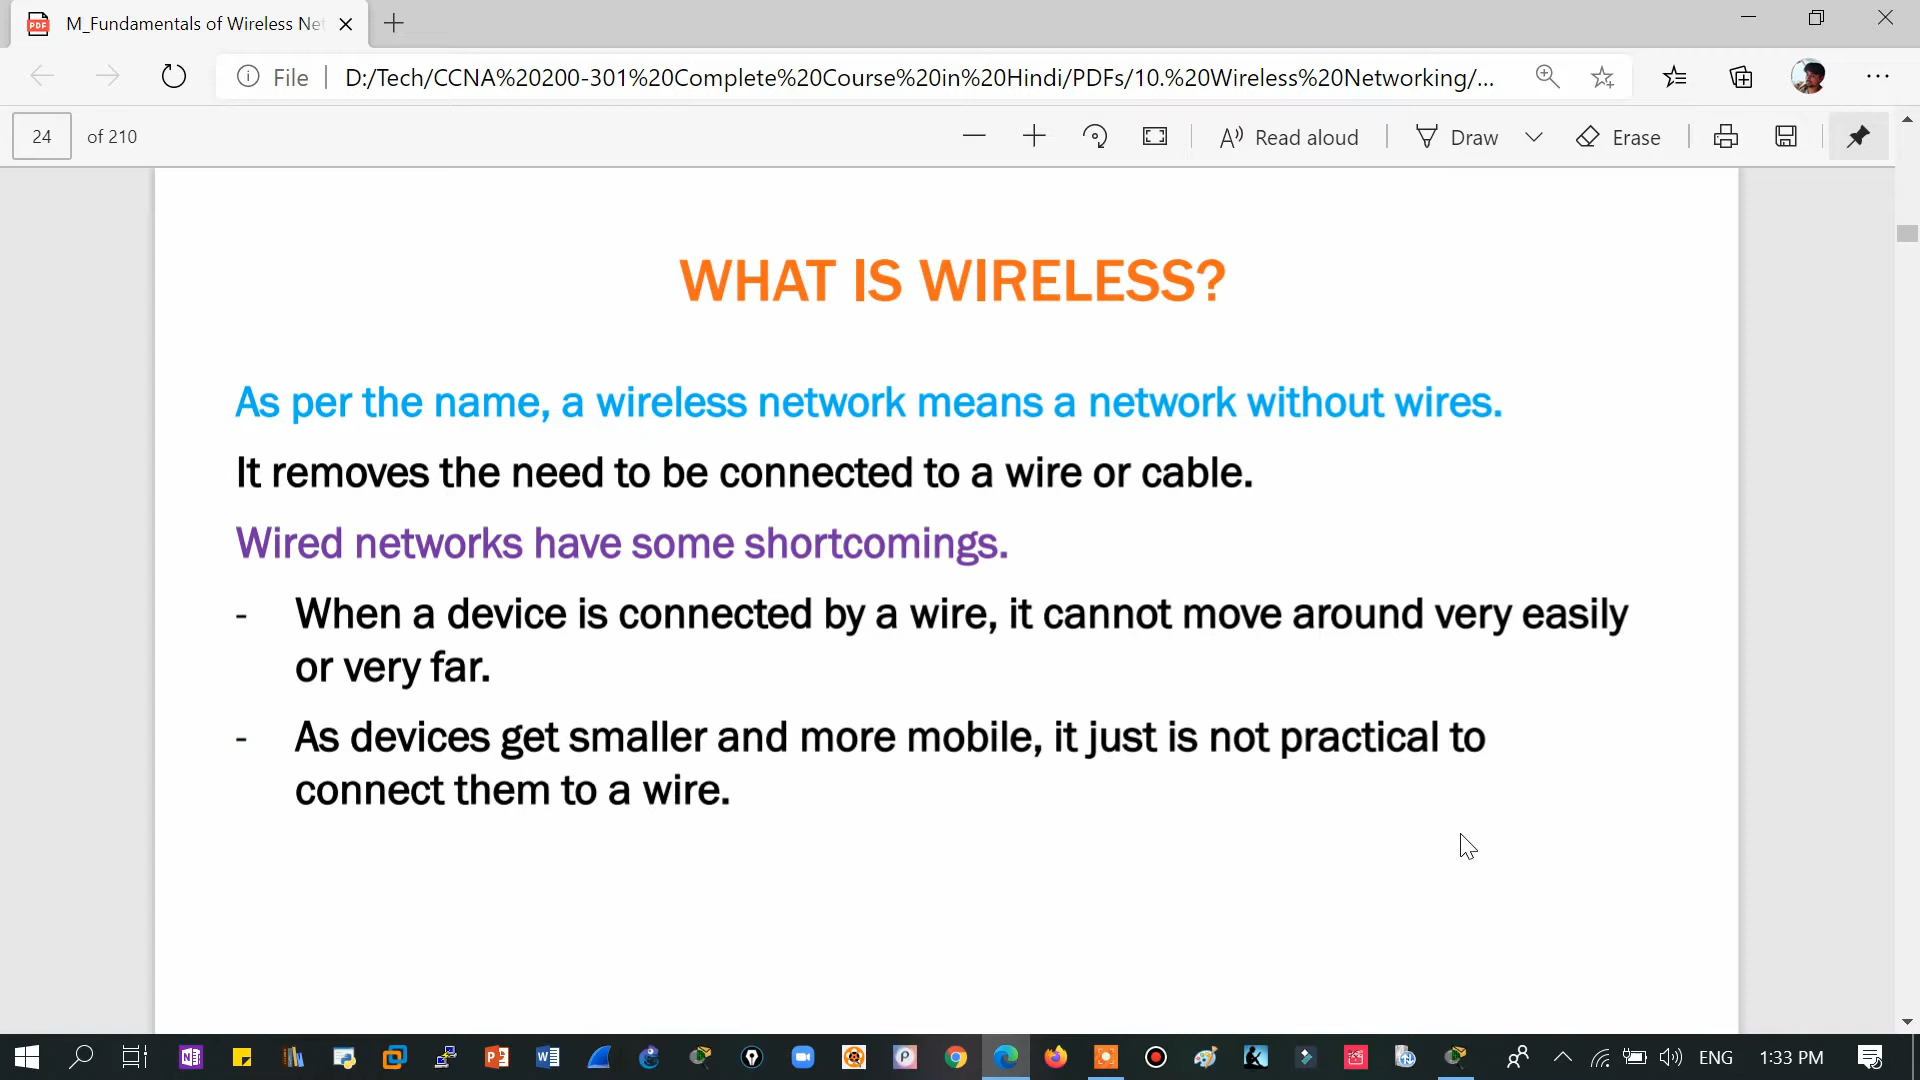 M_Fundamentals of Wireless Net
File
D:/Tech/CCNA%20200-301%20Complete%20Course%20in%20Hindi/PDFs/10.%20Wireless%20Networking/...
24 of 210
Read aloud
Draw
Erase
WHAT IS WIRELESS?
As per the name, a wireless network means a network without wires.
It removes the need to be connected to a wire or cable.
Wired networks have some shortcomings.
- When a device is connected by a wire, it cannot move around very easily
or very far.
- As devices get smaller and more mobile, it just is not practical to
connect them to a wire.
ENG
1:33 PM